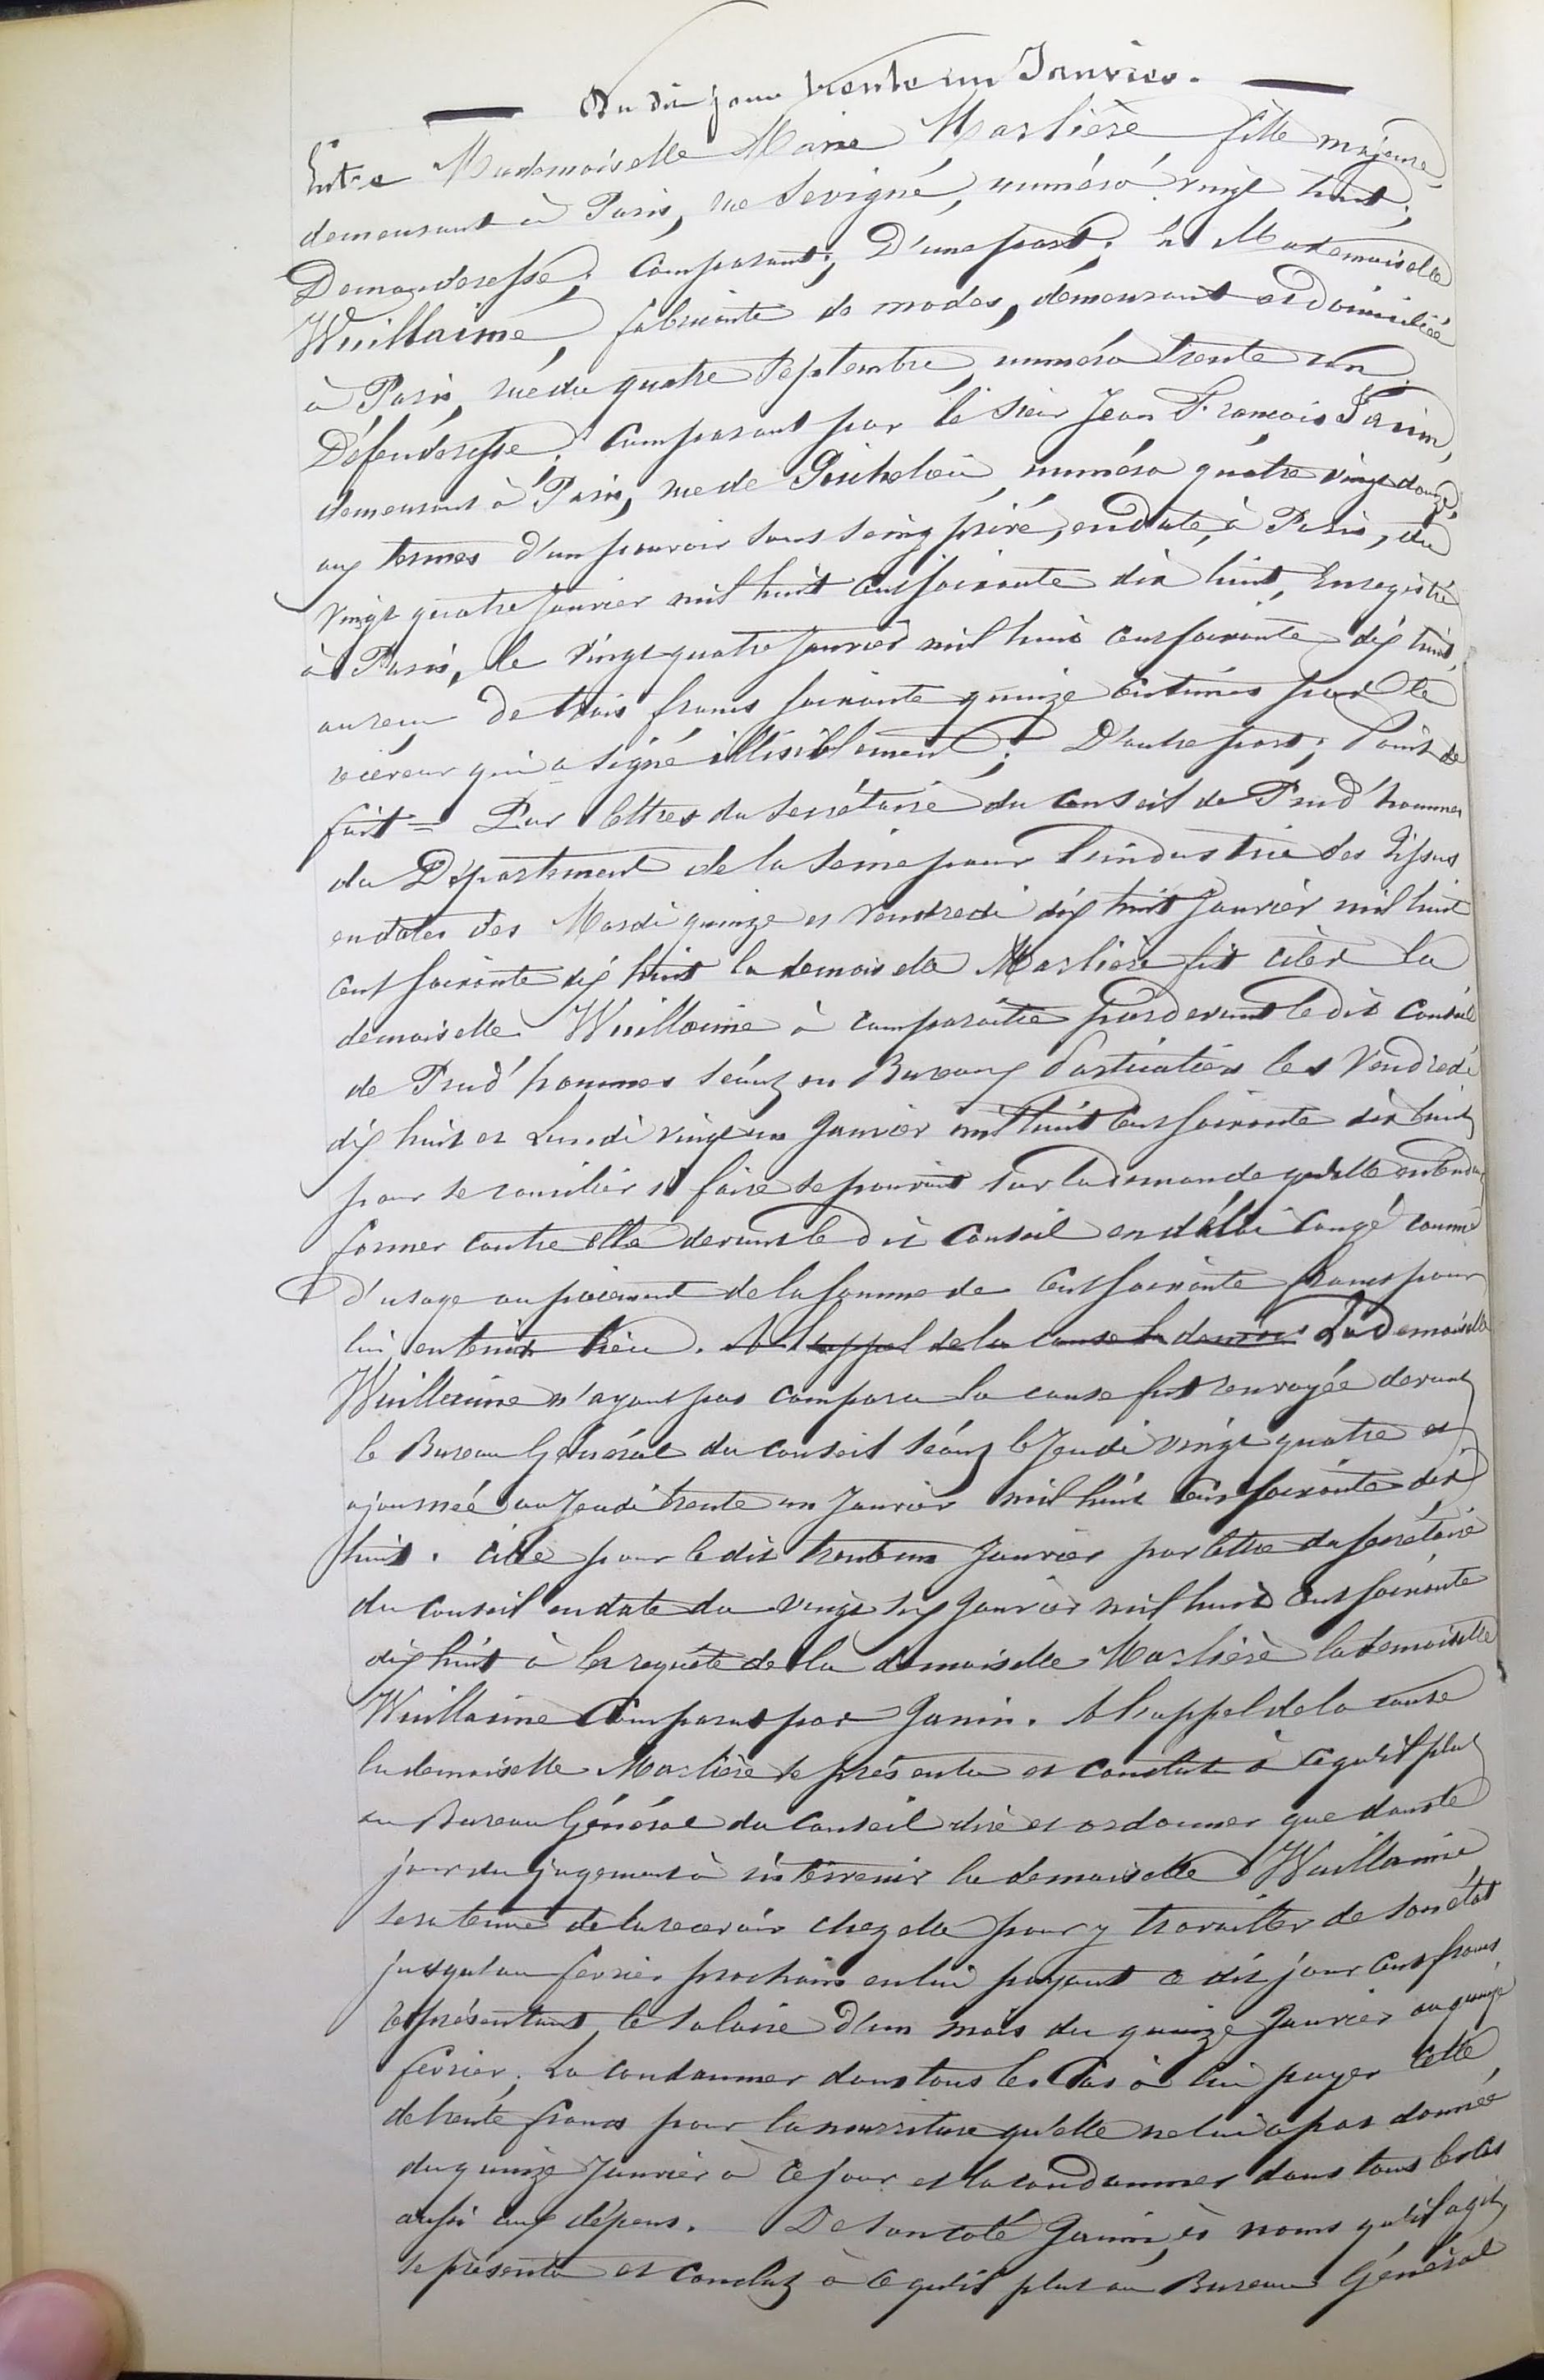 Du dit jour trente un Janvier.
Entre Mademoiselle Marie Marlière fille majeure,
demeurant à Paris, rue Sevigné, numéro vingt huit;
Demanderesse; Comparant; D'une part; Et Mademoiselle
Wuillaimé, fabricante de modes, demeurant et domiciliée
à Paris, rue du quatre Septembre, numéro trente un
Défenderesse; Comparant par le Sieur Jean François Janin,
demeurant à Paris, rue de Richelieu, numéro quatre vingt douze,
aux termes d'un pouvoir sous seing privé, en date, à Paris, du
vingt quatre Janvier mil huit cent soixante dix huit, Enregistré
à Paris, le vingt quatre Janvier mil huit cent soixante dix huit,
au reçu de trois francs soixante quinze centimes par le
receveur qui a signé illisiblement; D'autre part; Point de
fait = Par lettres du Secrétaire du Conseil de Prud'hommes
du Département de la Seine pour l'industrie des tissus
en dates des Mardi quinze et Vendredi dix huit Janvier mil huit
cent soixante dix huit la demoiselle Marlière fit citer la
demoiselle Wuillaimé à comparaître par devant le dit Conseil
de Prud'hommes séant en Bureaux Particuliers les Vendredi
dix huit et Lundi vingt un Janvier mil huit cent soixante dix huit
pour se concilier si faire se pouvait sur la demande qu'elle entendait
former contre elle devant le dit Conseil en délai congé comme
d'usage au paiement de la somme de cent soixante francs pour
lui en tenir lieu. A l'appel de la cause la demois La Demoiselle
Wuillaimé n'ayant pas comparu la cause fut renvoyée devant
le Bureau Général du Conseil séant le Jeudi vingt quatre et
ajournée au Jeudi trente un Janvier mil huit cent soixante dix
huit. Citée pour le dit trente un Janvier par lettre du secrétaire
du Conseil en date du vingt six Janvier mil huit cent soixante
dix huit à la requête de la demoiselle Marlière la demoiselle
Wuillaimé Comparut par Janin. A l'appel de la cause
la demoiselle Marlière se présenta et conclut à ce qu'il plut
au Bureau Général du Conseil dire et ordonner que dans le
jour du jugement à intervenir la demoiselle Wuillaimé
sera tenue de la recevoir chez elle pour y travailler de son état
jusqu'au février prochain en lui payant ce dit jour cent francs
représentant le salaire d'un mois du quinze Janvier au quinze
février; La condamner dans tous les cas à lui payer celle
de trente francs pour la nourriture qu'elle ne lui a pas donnée
du quinze Janvier à ce jour et la condamner dans tous les cas
aussi aux dépens. De son coté Janin, ès noms qu'il agit,
se présenta et conclut à ce qu'il plut au Bureau Général